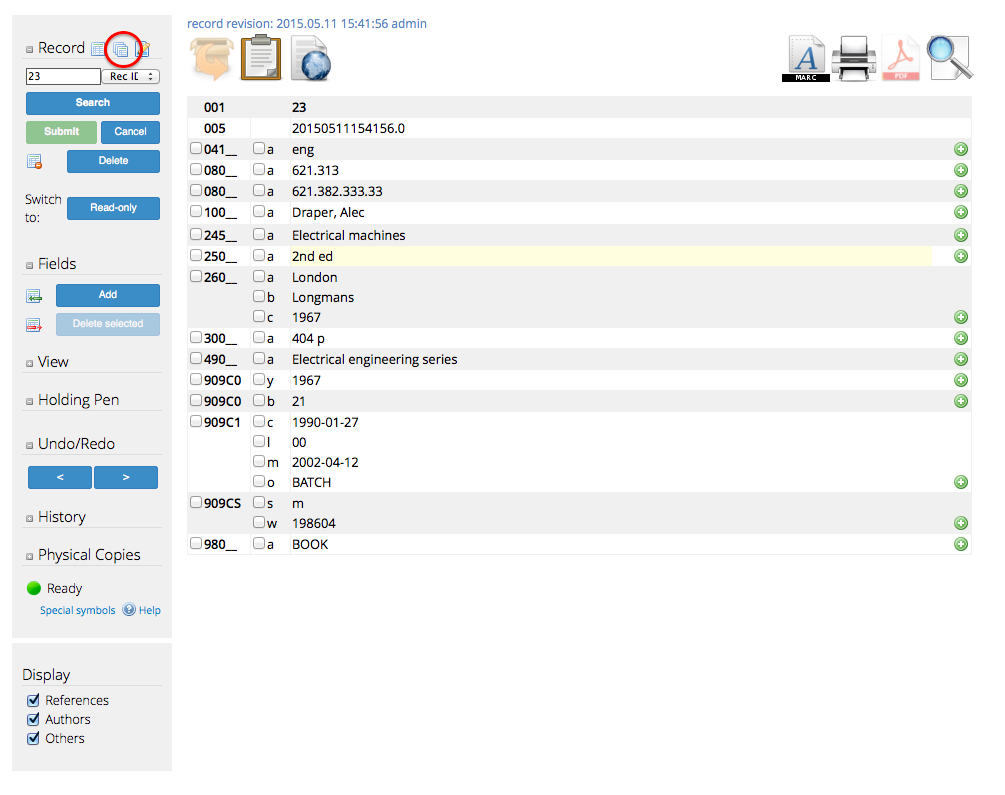 record revision: 2015.05.11 15:41:56 admin
Record
23 Rec ID
Search
Submit Cancel
Delete
Switch to: Read-only
Fields
Add
Delete selected
View
Holding Pen
Undo/Redo
< >
History
Physical Copies
Ready
Special symbols Help
Display
References
Authors
Others
A
MARC
PDF
001 23
005 20150511154156.0
041__ a eng
080__ a 621.313
080__ a 621.382.333.33
100__ a Draper, Alec
245__ a Electrical machines
250__ a 2nd ed
260__ a London
b Longmans
c 1967
300__ a 404 p
490__ a Electrical engineering series
909C0 y 1967
909C0 b 21
909C1 c 1990-01-27
l 00
m 2002-04-12
o BATCH
909CS s m
w 198604
980__ a BOOK